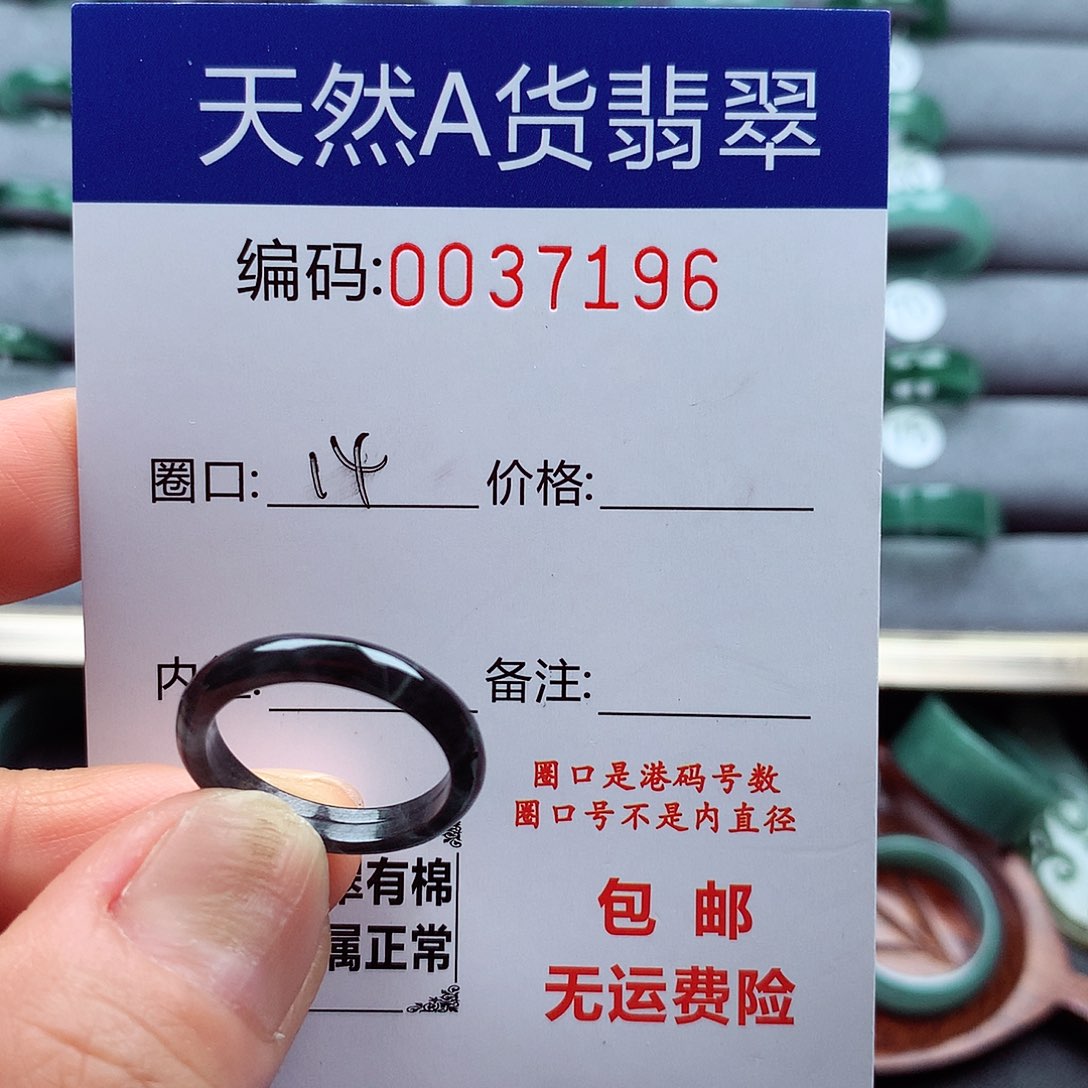 天然A货翡翠
编码:0037196
圈口: 14 价格:
内 备注:
圈口是港码号数
圈口号不是内直径
有棉
属正常
包邮
无运费险